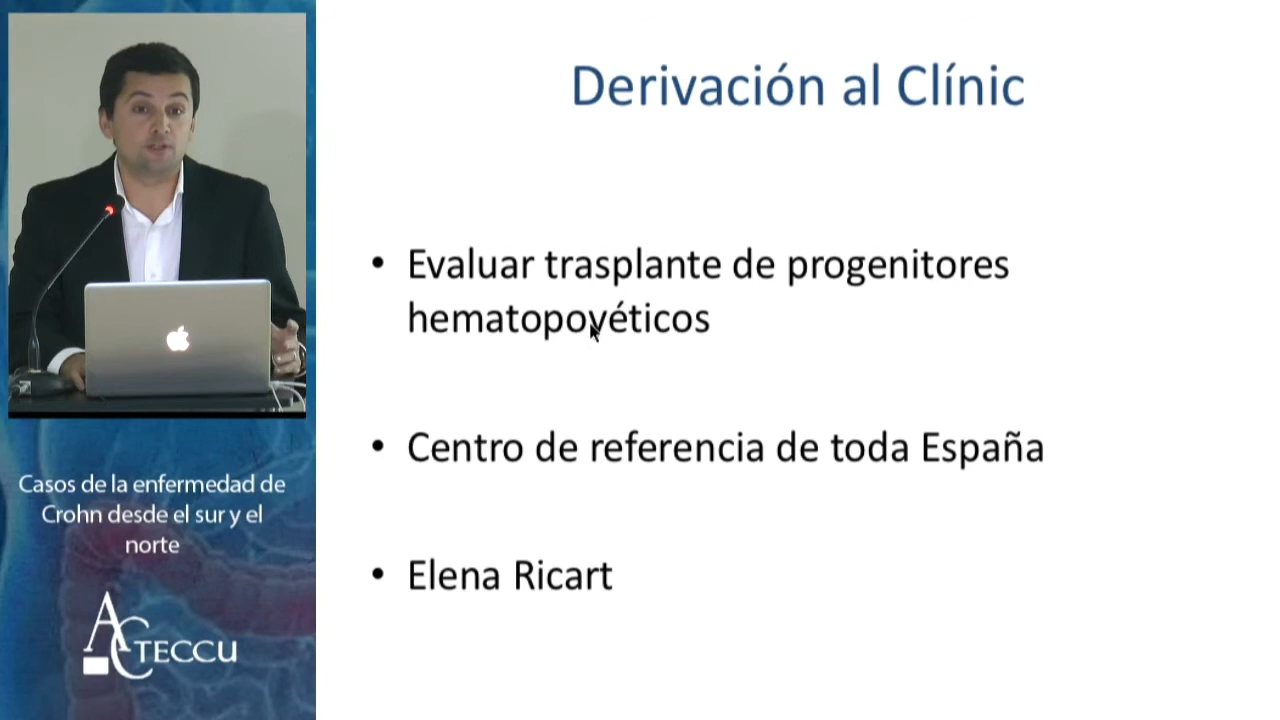 Derivación al Clínic
• Evaluar trasplante de progenitores
hematopoyéticos
• Centro de referencia de toda España
• Elena Ricart
Casos de la enfermedad de
Crohn desde el sur y el
norte
ACTECCU